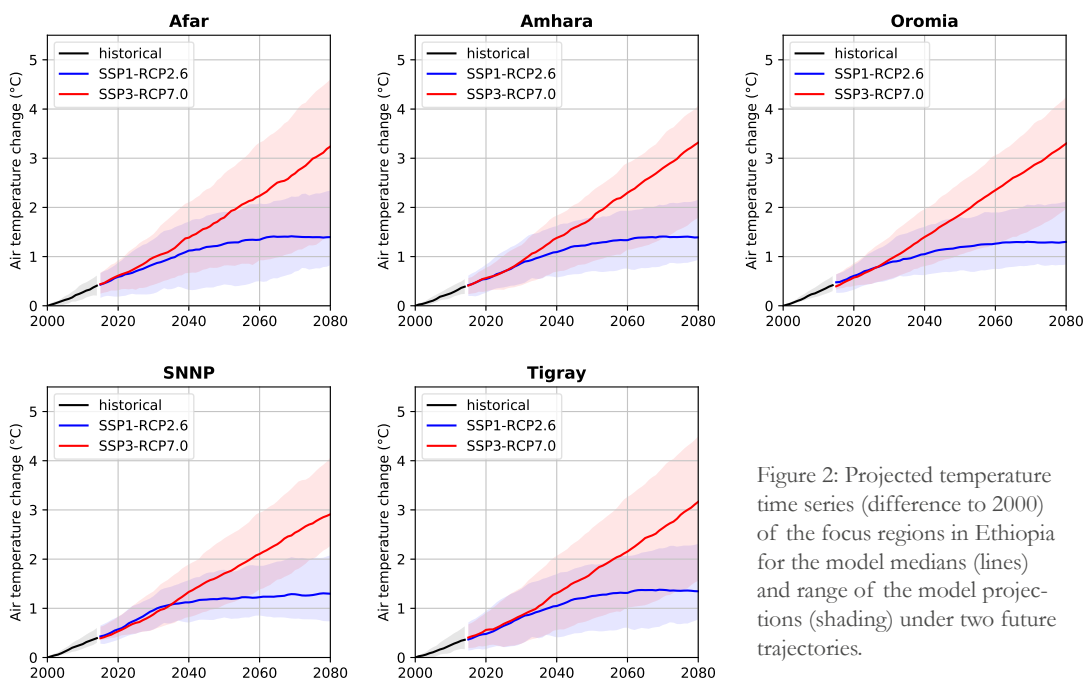 Afar
Air temperature change (°C)
5
4
3
2
1
0
historical
SSP1-RCP2.6
SSP3-RCP7.0
2000 2020 2040 2060 2080
Amhara
Air temperature change (°C)
5
4
3
2
1
0
historical
SSP1-RCP2.6
SSP3-RCP7.0
2000 2020 2040 2060 2080
Oromia
Air temperature change (°C)
5
4
3
2
1
0
historical
SSP1-RCP2.6
SSP3-RCP7.0
2000 2020 2040 2060 2080
SNNP
Air temperature change (°C)
5
4
3
2
1
0
historical
SSP1-RCP2.6
SSP3-RCP7.0
2000 2020 2040 2060 2080
Tigray
Air temperature change (°C)
5
4
3
2
1
0
historical
SSP1-RCP2.6
SSP3-RCP7.0
2000 2020 2040 2060 2080
Figure 2: Projected temperature
time series (difference to 2000)
of the focus regions in Ethiopia
for the model medians (lines)
and range of the model projec-
tions (shading) under two future
trajectories.